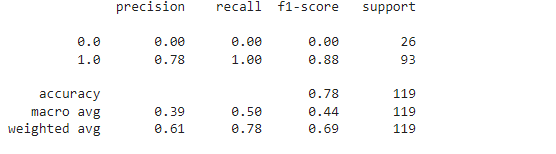 precision recall f1-score support
0.0 0.00 0.00 0.00 26
1.0 0.78 1.00 0.88 93
accuracy 0.78 119
macro avg 0.39 0.50 0.44 119
weighted avg 0.61 0.78 0.69 119